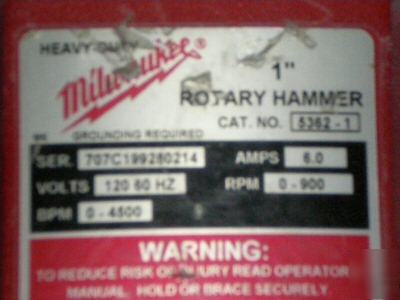 HEAVY-DUTY
Milwaukee®
1"
ROTARY HAMMER
CAT. NO. 5362 - 1
GROUNDING REQUIRED
SER. 707C199280214 AMPS 8.0
VOLTS 120 60 HZ RPM 0 - 900
BPM 0 - 4500
WARNING:
TO REDUCE RISK OF INJURY READ OPERATOR
MANUAL. HOLD OR BRACE SECURELY